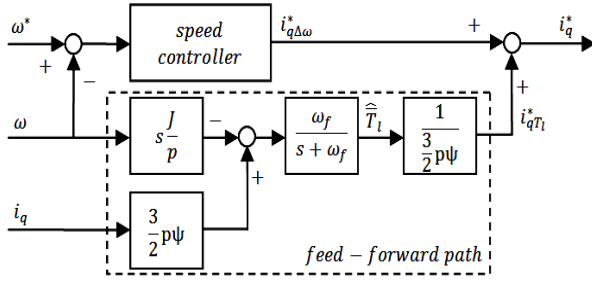 ω*
+
−
speed
controller
i*qΔω
+
i*q
+
i*qTl
ω
s J/p
−
+
ωf/(s + ωf)
T̂̄l
1/(3/2 pψ)
iq
3/2 pψ
feed − forward path